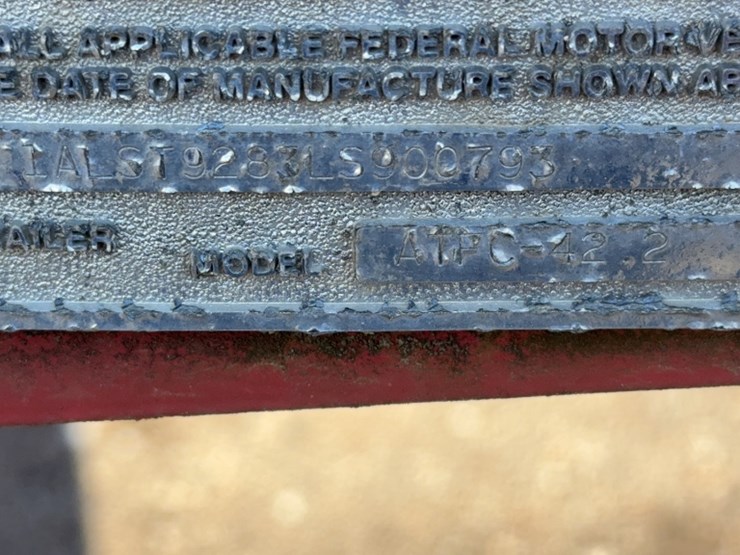 ALL APPLICABLE FEDERAL MOTOR VE
E DATE OF MANUFACTURE SHOWN AB
1ALST9283LS900793
AILER MODEL ATPC-42.2